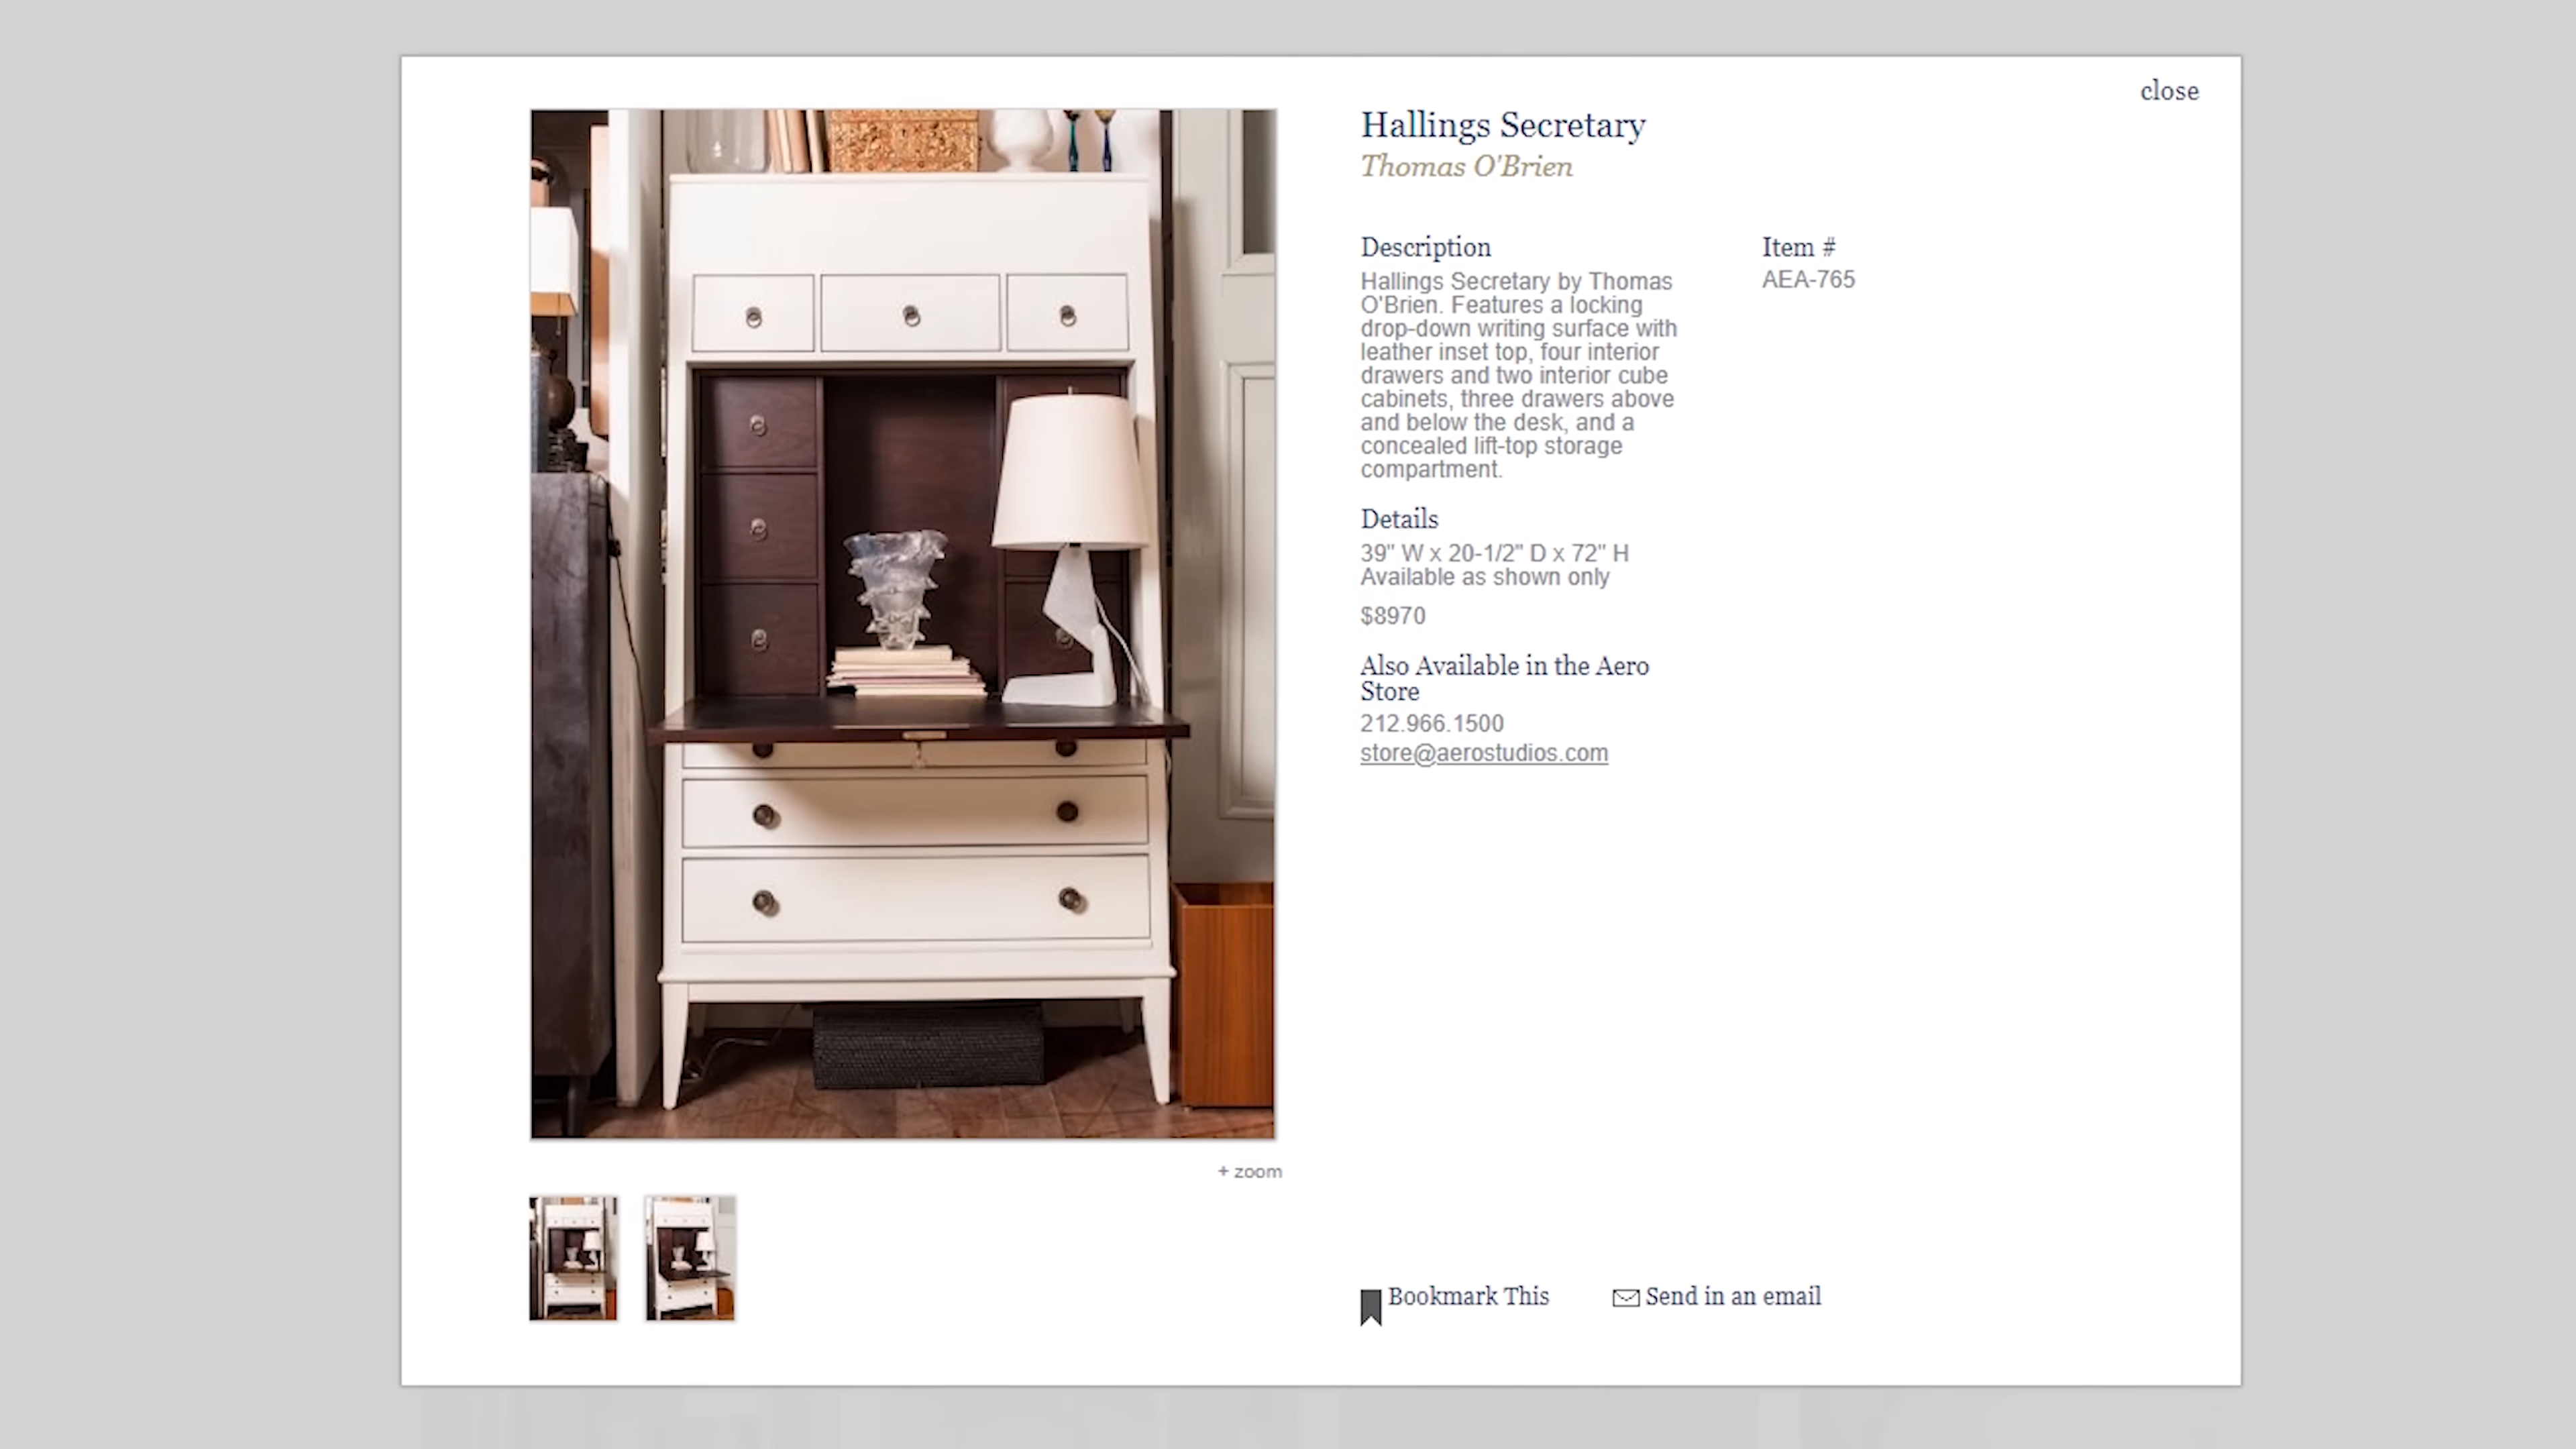 close
Hallings Secretary
Thomas O'Brien
Description
Hallings Secretary by Thomas
O'Brien. Features a locking
drop-down writing surface with
leather inset top, four interior
drawers and two interior cube
cabinets, three drawers above
and below the desk, and a
concealed lift-top storage
compartment.
Item #
AEA-765
Details
39" W x 20-1/2" D x 72" H
Available as shown only
$8970
Also Available in the Aero
Store
212.966.1500
store@aerostudios.com
+ zoom
Bookmark This
Send in an email